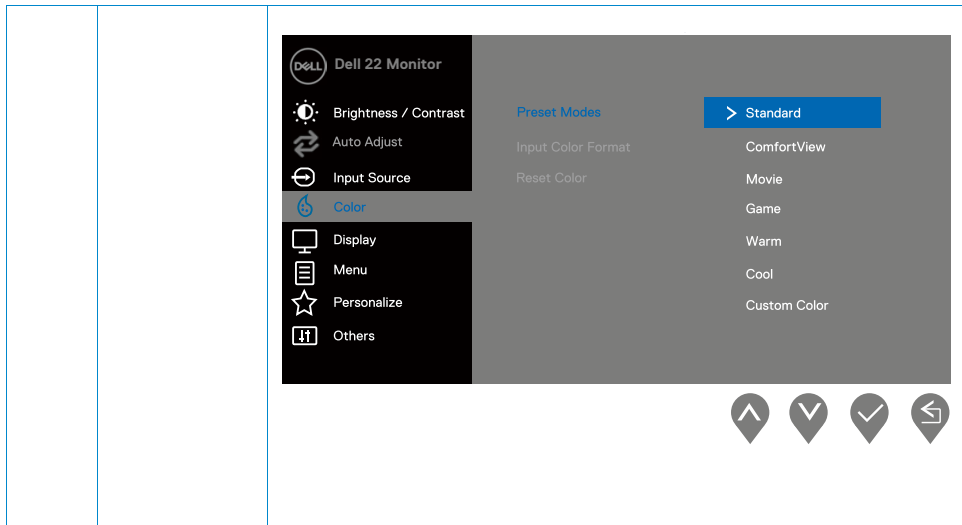 DELL Dell 22 Monitor
Brightness / Contrast Preset Modes Standard
Auto Adjust Input Color Format ComfortView
Input Source Reset Color Movie
Color Game
Display Warm
Menu Cool
Personalize Custom Color
Others